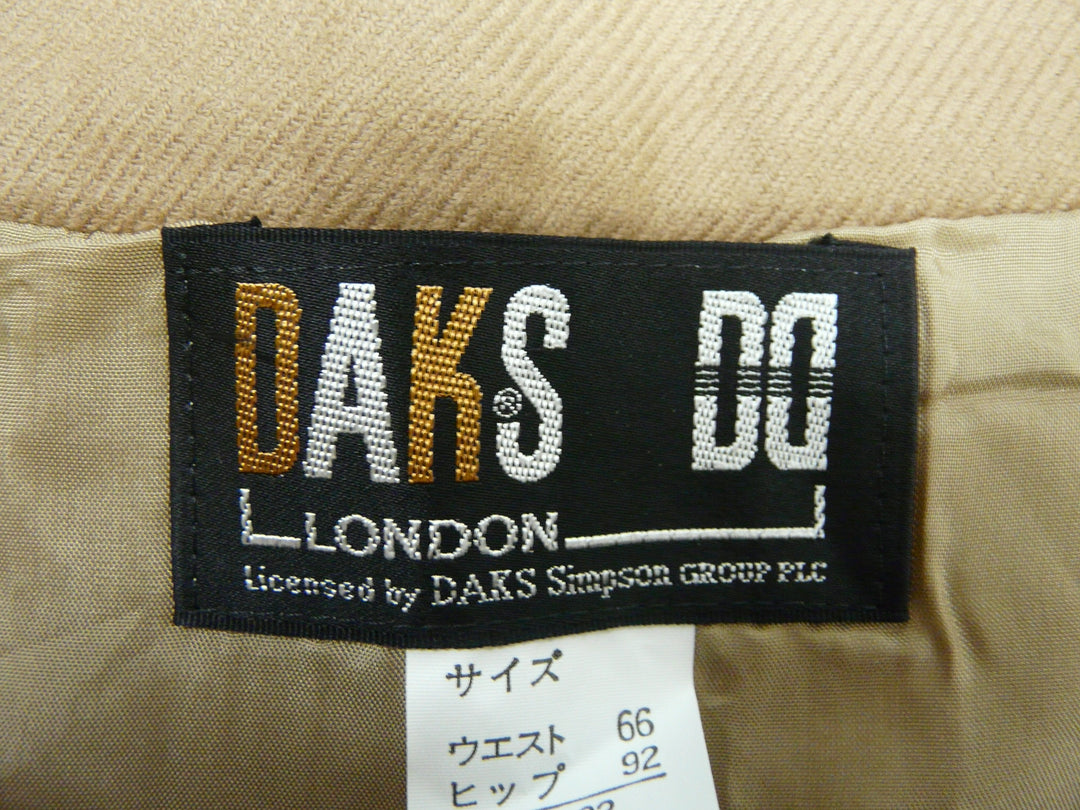 DAKS® DD
LONDON
Licensed by DAKS Simpson GROUP PLC
サイズ
ウエスト 66
ヒップ 92